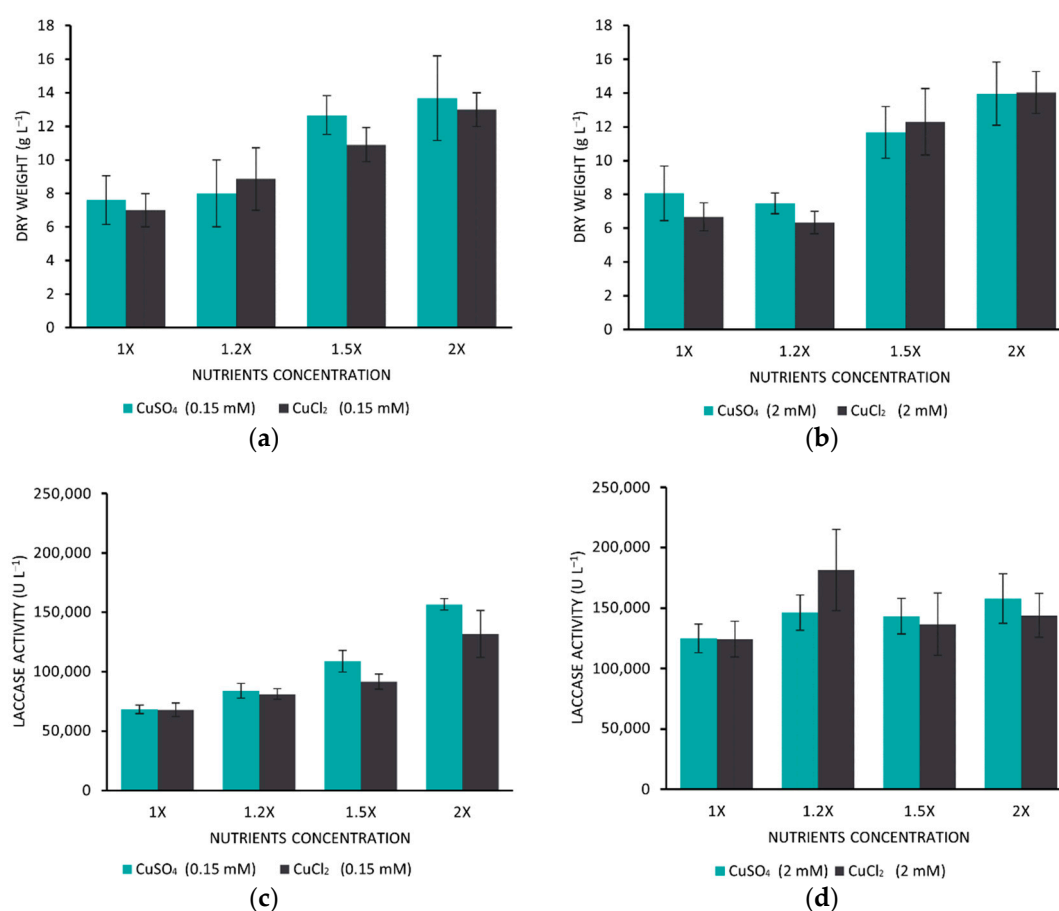 18
16
14
12
10
8
6
4
2
0
DRY WEIGHT (g L⁻¹)
1X 1.2X 1.5X 2X
NUTRIENTS CONCENTRATION
CuSO₄ (0.15 mM) CuCl₂ (0.15 mM)
(a)
18
16
14
12
10
8
6
4
2
0
DRY WEIGHT (g L⁻¹)
1X 1.2X 1.5X 2X
NUTRIENTS CONCENTRATION
CuSO₄ (2 mM) CuCl₂ (2 mM)
(b)
250,000
200,000
150,000
100,000
50,000
0
LACCASE ACTIVITY (U L⁻¹)
1X 1.2X 1.5X 2X
NUTRIENTS CONCENTRATION
CuSO₄ (0.15 mM) CuCl₂ (0.15 mM)
(c)
250,000
200,000
150,000
100,000
50,000
0
LACCASE ACTIVITY (U L⁻¹)
1X 1.2X 1.5X 2X
NUTRIENTS CONCENTRATION
CuSO₄ (2 mM) CuCl₂ (2 mM)
(d)